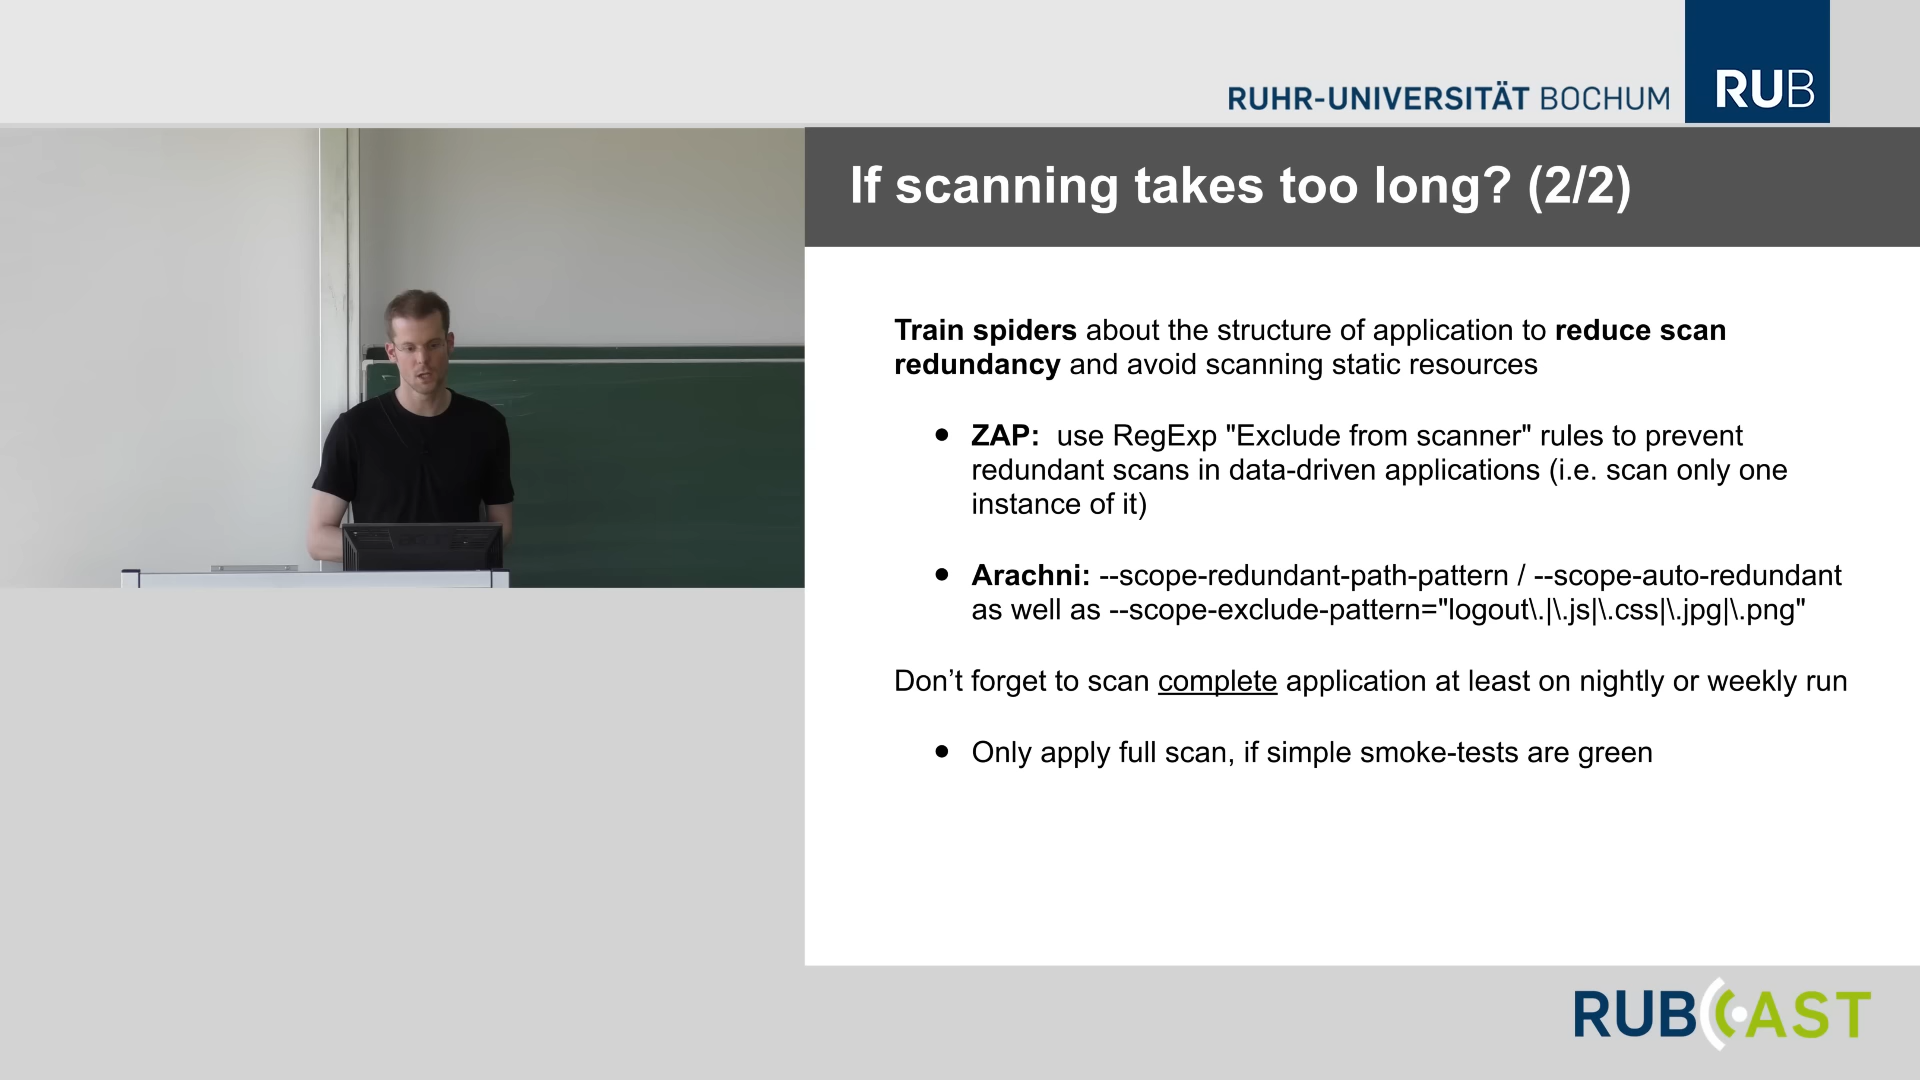 RUHR-UNIVERSITÄT BOCHUM
RUB
If scanning takes too long? (2/2)
Train spiders about the structure of application to reduce scan
redundancy and avoid scanning static resources
● ZAP: use RegExp "Exclude from scanner" rules to prevent
redundant scans in data-driven applications (i.e. scan only one
instance of it)
● Arachni: --scope-redundant-path-pattern / --scope-auto-redundant
as well as --scope-exclude-pattern="logout\.|\.js|\.css|\.jpg|\.png"
Don’t forget to scan complete application at least on nightly or weekly run
● Only apply full scan, if simple smoke-tests are green
RUBCAST